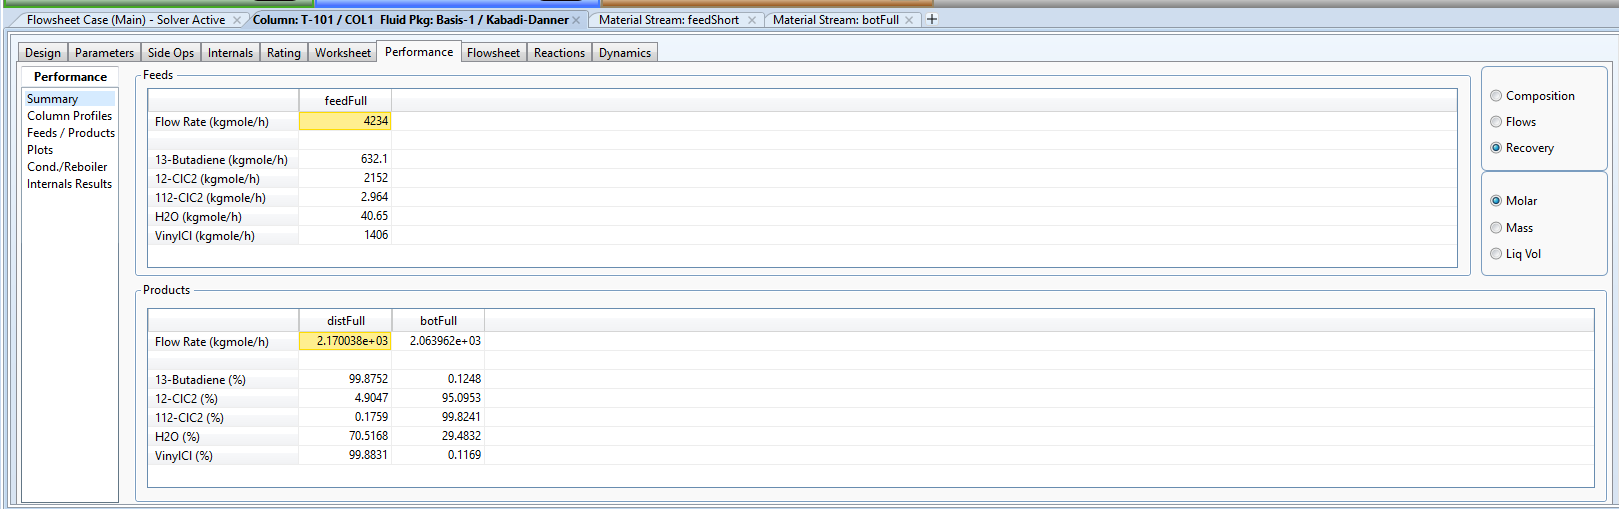 Flowsheet Case (Main) - Solver Active Column: T-101 / COL1 Fluid Pkg: Basis-1 / Kabadi-Danner Material Stream: feedShort Material Stream: botFull
Design Parameters Side Ops Internals Rating Worksheet Performance Flowsheet Reactions Dynamics
Performance
Summary
Column Profiles
Feeds / Products
Plots
Cond./Reboiler
Internals Results
Feeds
feedFull
Flow Rate (kgmole/h) 4234
13-Butadiene (kgmole/h) 632.1
12-ClC2 (kgmole/h) 2152
112-ClC2 (kgmole/h) 2.964
H2O (kgmole/h) 40.65
VinylCl (kgmole/h) 1406
Composition
Flows
Recovery
Molar
Mass
Liq Vol
Products
distFull botFull
Flow Rate (kgmole/h) 2.170038e+03 2.063962e+03
13-Butadiene (%) 99.8752 0.1248
12-ClC2 (%) 4.9047 95.0953
112-ClC2 (%) 0.1759 99.8241
H2O (%) 70.5168 29.4832
VinylCl (%) 99.8831 0.1169